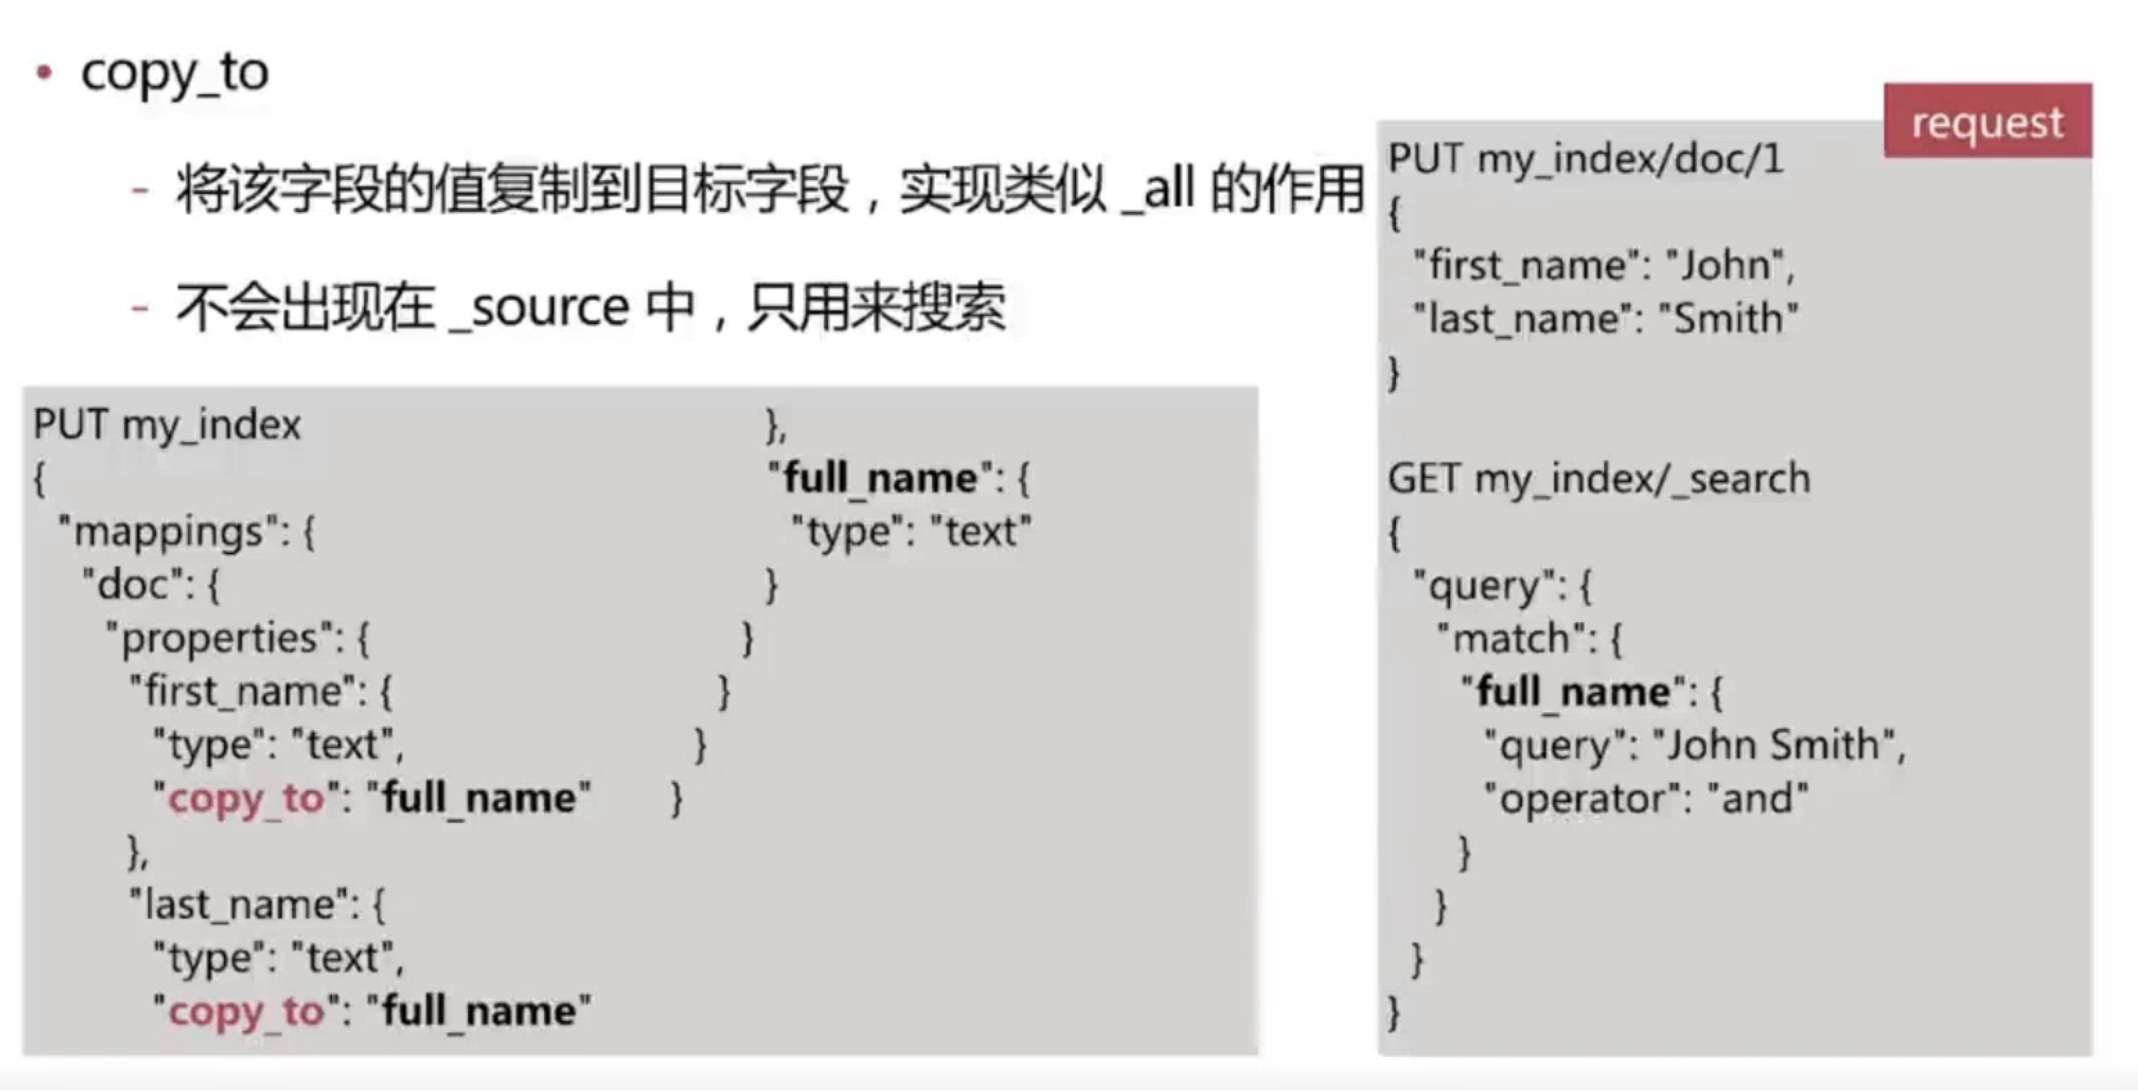 • copy_to
- 将该字段的值复制到目标字段，实现类似 _all 的作用
- 不会出现在 _source 中，只用来搜索
PUT my_index
{
"mappings": {
"doc": {
"properties": {
"first_name": {
"type": "text",
"copy_to": "full_name"
},
"last_name": {
"type": "text",
"copy_to": "full_name"
},
"full_name": {
"type": "text"
}
}
}
}
}
request
PUT my_index/doc/1
{
"first_name": "John",
"last_name": "Smith"
}
GET my_index/_search
{
"query": {
"match": {
"full_name": {
"query": "John Smith",
"operator": "and"
}
}
}
}